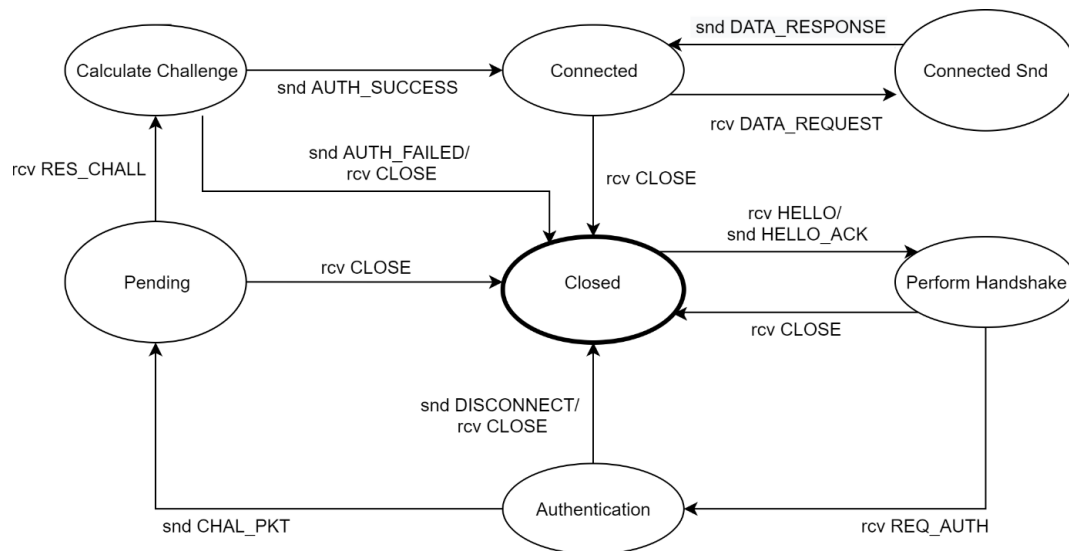 snd DATA_RESPONSE
Calculate Challenge
Connected
Connected Snd
snd AUTH_SUCCESS
rcv DATA_REQUEST
rcv RES_CHALL
snd AUTH_FAILED/
rcv CLOSE
rcv CLOSE
rcv HELLO/
snd HELLO_ACK
Pending
rcv CLOSE
Closed
Perform Handshake
rcv CLOSE
snd DISCONNECT/
rcv CLOSE
Authentication
snd CHAL_PKT
rcv REQ_AUTH